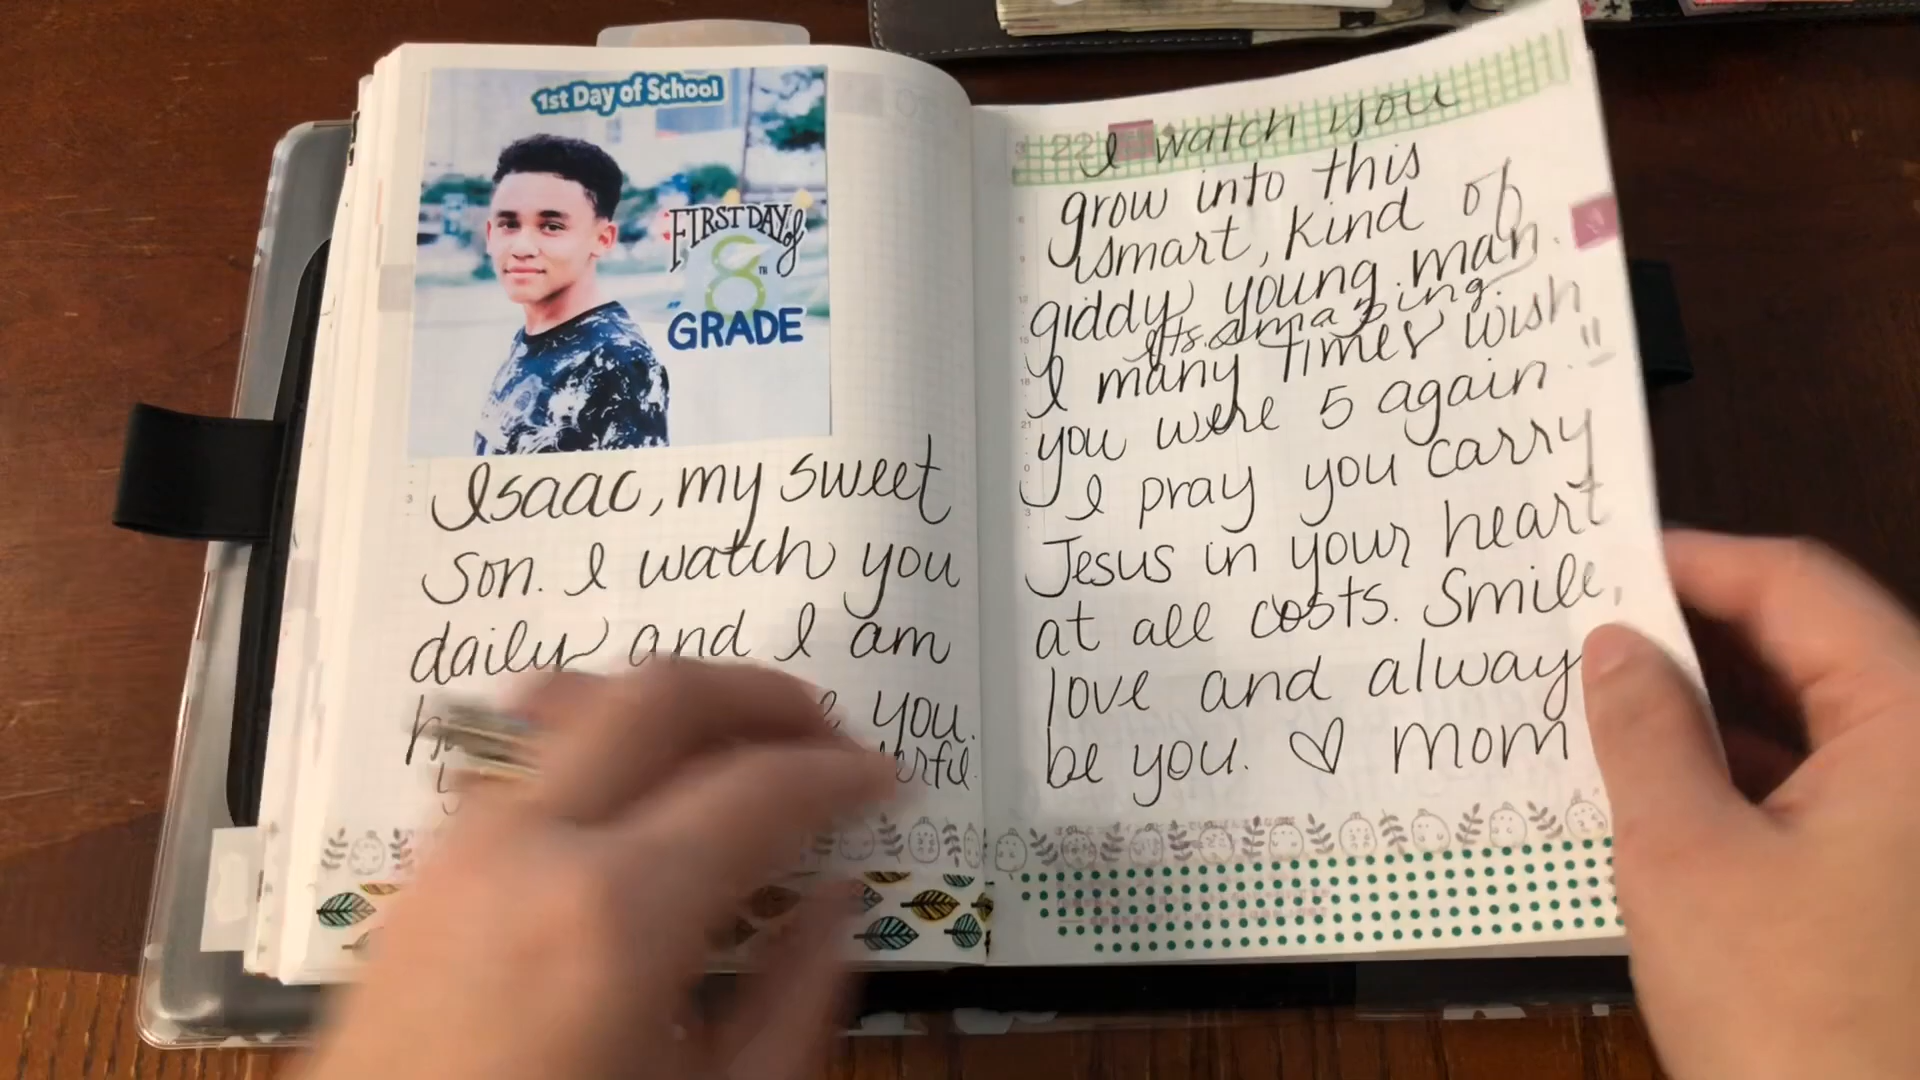 1st Day of School
FIRST DAY of
8TH
GRADE
Isaac, my sweet
son. I watch you
daily and I am
you.
22
I watch you
grow into this
smart, kind of
giddy young man.
Its amazing.
I many times wish
you were 5 again. "
I pray you carry
Jesus in your heart
at all costs. Smile,
love and always
be you. ♡ Mom